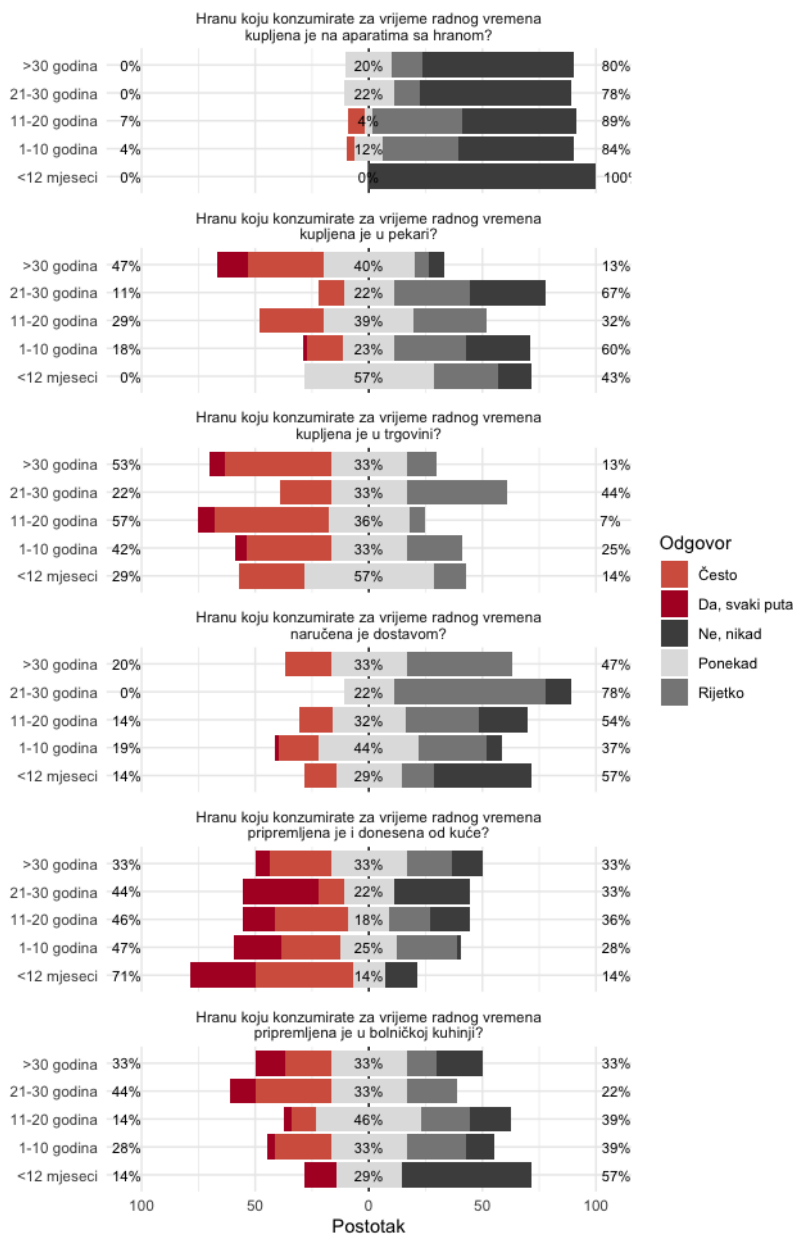 Hranu koju konzumirate za vrijeme radnog vremena
kupljena je na aparatima sa hranom?
>30 godina 0% 20% 80%
21-30 godina 0% 22% 78%
11-20 godina 7% 4% 89%
1-10 godina 4% 12% 84%
<12 mjeseci 0% 0% 100%
Hranu koju konzumirate za vrijeme radnog vremena
kupljena je u pekari?
>30 godina 47% 40% 13%
21-30 godina 11% 22% 67%
11-20 godina 29% 39% 32%
1-10 godina 18% 23% 60%
<12 mjeseci 0% 57% 43%
Hranu koju konzumirate za vrijeme radnog vremena
kupljena je u trgovini?
>30 godina 53% 33% 13%
21-30 godina 22% 33% 44%
11-20 godina 57% 36% 7%
1-10 godina 42% 33% 25%
<12 mjeseci 29% 57% 14%
Hranu koju konzumirate za vrijeme radnog vremena
naručena je dostavom?
>30 godina 20% 33% 47%
21-30 godina 0% 22% 78%
11-20 godina 14% 32% 54%
1-10 godina 19% 44% 37%
<12 mjeseci 14% 29% 57%
Hranu koju konzumirate za vrijeme radnog vremena
pripremljena je i donesena od kuće?
>30 godina 33% 33% 33%
21-30 godina 44% 22% 33%
11-20 godina 46% 18% 36%
1-10 godina 47% 25% 28%
<12 mjeseci 71% 14% 14%
Hranu koju konzumirate za vrijeme radnog vremena
pripremljena je u bolničkoj kuhinji?
>30 godina 33% 33% 33%
21-30 godina 44% 33% 22%
11-20 godina 14% 46% 39%
1-10 godina 28% 33% 39%
<12 mjeseci 14% 29% 57%
100 50 0 50 100
Postotak
Odgovor
Često
Da, svaki puta
Ne, nikad
Ponekad
Rijetko